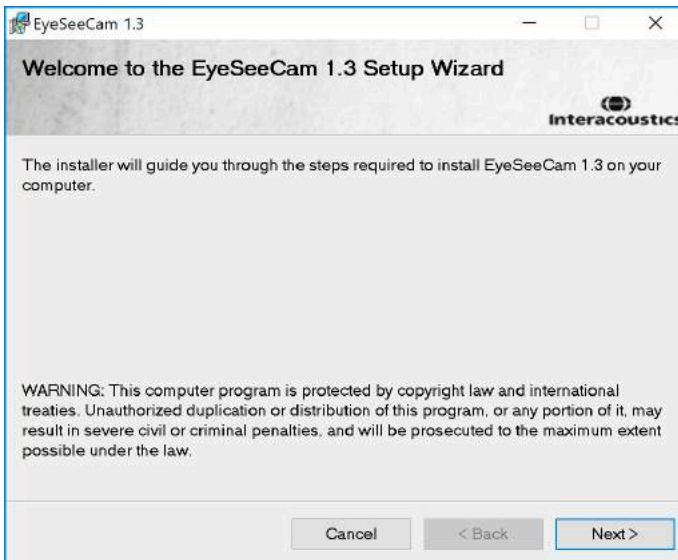 EyeSeeCam 1.3
Welcome to the EyeSeeCam 1.3 Setup Wizard
Interacoustics
The installer will guide you through the steps required to install EyeSeeCam 1.3 on your
computer.
WARNING: This computer program is protected by copyright law and international
treaties. Unauthorized duplication or distribution of this program, or any portion of it, may
result in severe civil or criminal penalties, and will be prosecuted to the maximum extent
possible under the law.
Cancel < Back Next >